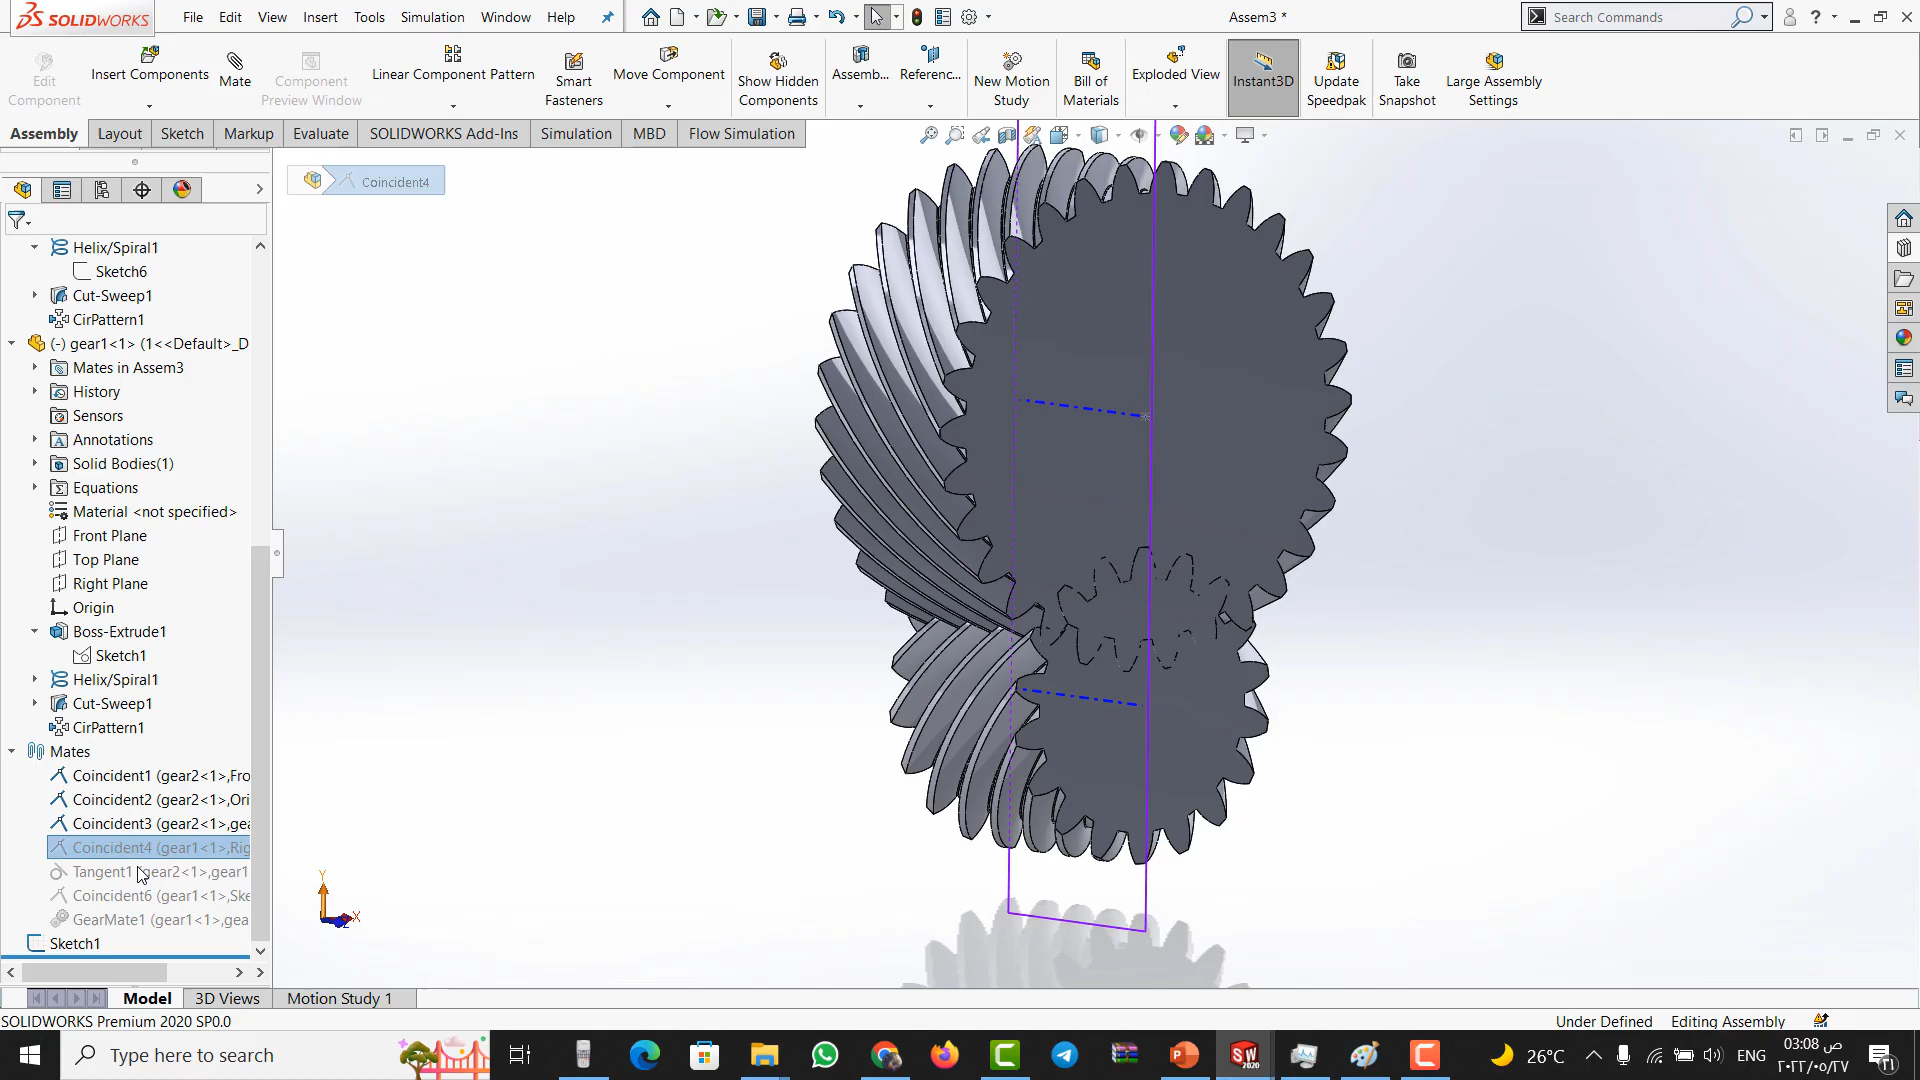 SOLIDWORKS
File
Edit
View
Insert
Tools
Simulation
Window
Help
Assem3 *
Search Commands
?
Edit
Component
Insert Components
Mate
Component
Preview Window
Linear Component Pattern
Smart
Fasteners
Move Component
Show Hidden
Components
Assemb...
Referenc...
New Motion
Study
Bill of
Materials
Exploded View
Instant3D
Update
Speedpak
Take
Snapshot
Large Assembly
Settings
Assembly
Layout
Sketch
Markup
Evaluate
SOLIDWORKS Add-Ins
Simulation
MBD
Flow Simulation
Coincident4
Helix/Spiral1
Sketch6
Cut-Sweep1
CirPattern1
(-) gear1<1> (1<<Default>_D
Mates in Assem3
History
Sensors
Annotations
Solid Bodies(1)
Equations
Material <not specified>
Front Plane
Top Plane
Right Plane
Origin
Boss-Extrude1
Sketch1
Helix/Spiral1
Cut-Sweep1
CirPattern1
Mates
Coincident1 (gear2<1>,Fro
Coincident2 (gear2<1>,Ori
Coincident3 (gear2<1>,gea
Coincident4 (gear1<1>,Rig
Tangent1 (gear2<1>,gear1
Coincident6 (gear1<1>,Ske
GearMate1 (gear1<1>,gea
Sketch1
Y
X
Z
Model
3D Views
Motion Study 1
SOLIDWORKS Premium 2020 SP0.0
Under Defined
Editing Assembly
Type here to search
SW
2020
26°C
ENG
03:08 ص
٢٠٢٢/٠٥/٢٧
٢١